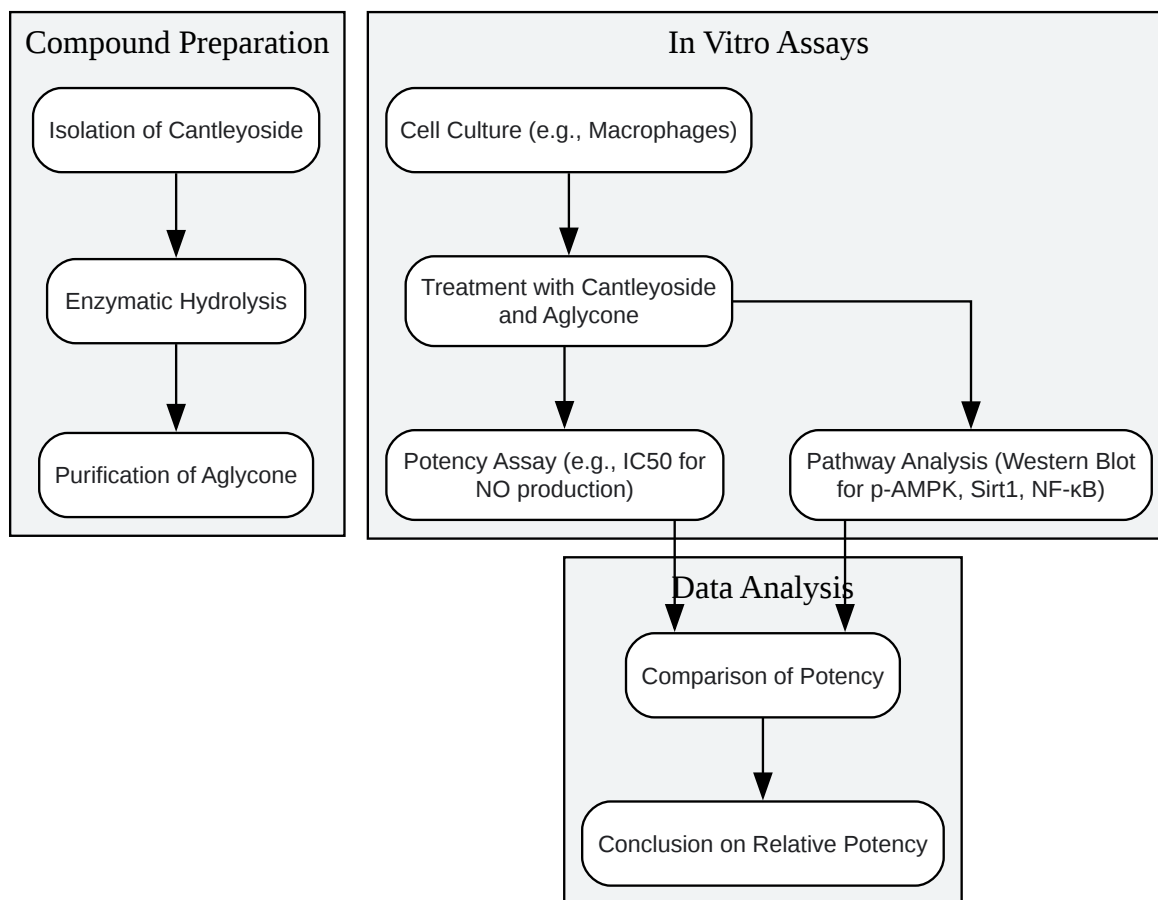 Compound Preparation
Isolation of Cantleyoside
Enzymatic Hydrolysis
Purification of Aglycone
In Vitro Assays
Cell Culture (e.g., Macrophages)
Treatment with Cantleyoside
and Aglycone
Potency Assay (e.g., IC50 for
NO production)
Pathway Analysis (Western Blot
for p-AMPK, Sirt1, NF-κB)
Data Analysis
Comparison of Potency
Conclusion on Relative Potency